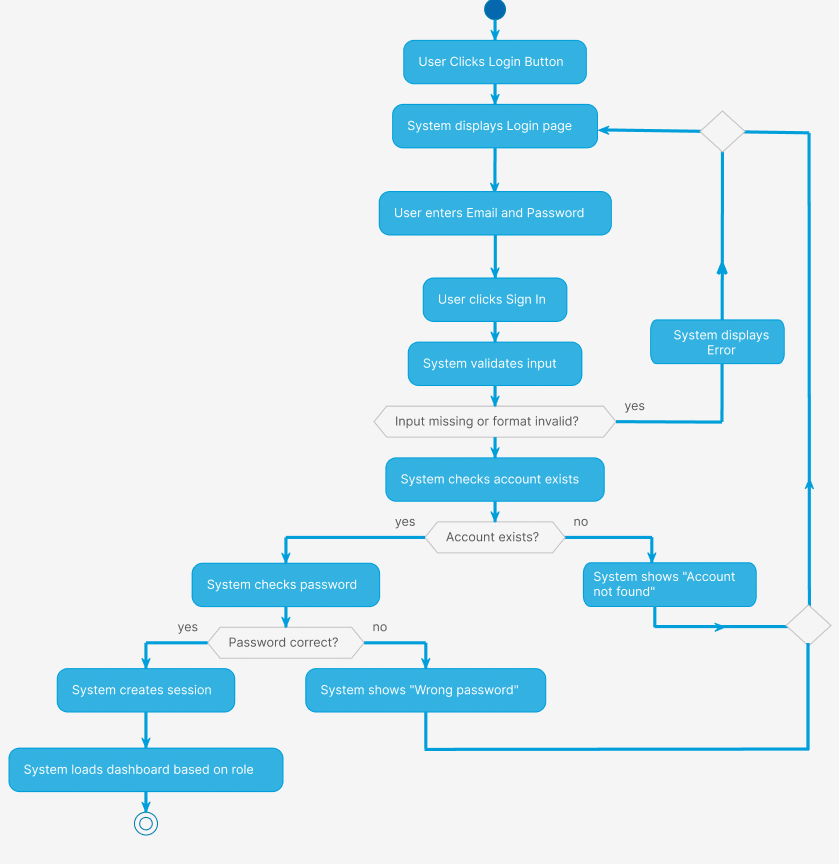 User Clicks Login Button
System displays Login page
User enters Email and Password
User clicks Sign In
System displays
Error
System validates input
yes
Input missing or format invalid?
System checks account exists
yes
no
Account exists?
System checks password
System shows "Account
not found"
yes
no
Password correct?
System creates session
System shows "Wrong password"
System loads dashboard based on role